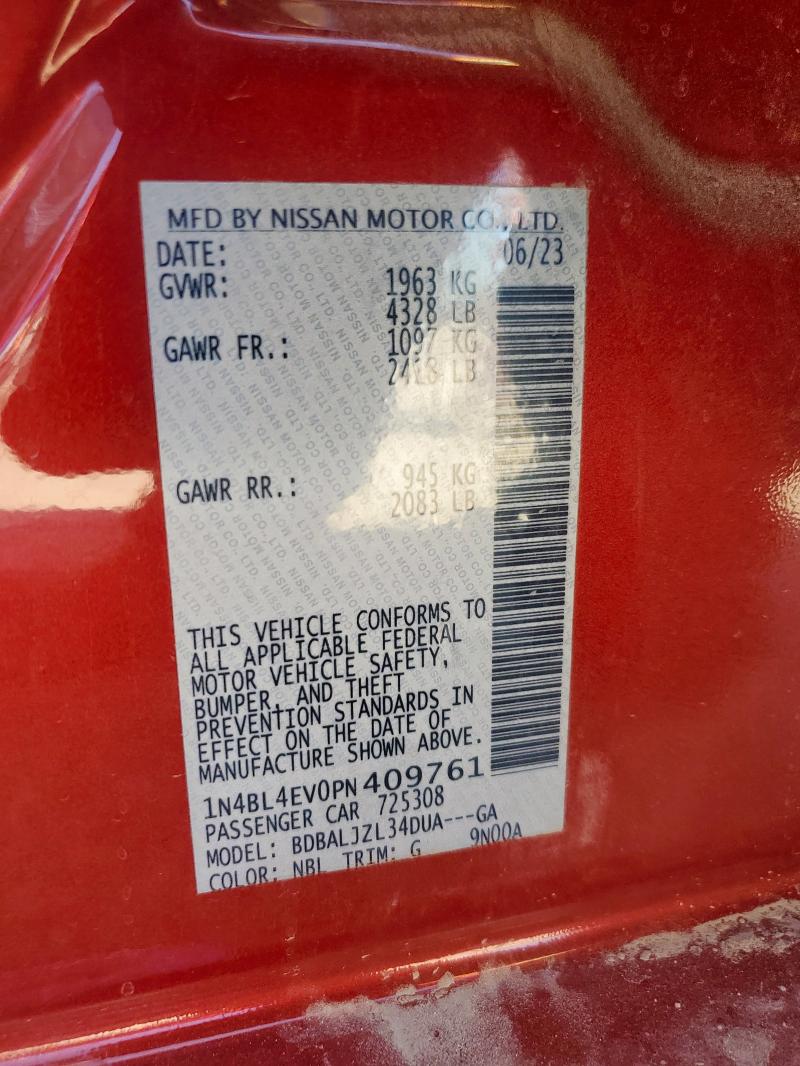 MFD BY NISSAN MOTOR CO., LTD.
DATE: 06/23
GVWR: 1963 KG
4328 LB
GAWR FR.: 1097 KG
2418 LB
GAWR RR.: 945 KG
2083 LB
THIS VEHICLE CONFORMS TO
ALL APPLICABLE FEDERAL
MOTOR VEHICLE SAFETY,
BUMPER, AND THEFT
PREVENTION STANDARDS IN
EFFECT ON THE DATE OF
MANUFACTURE SHOWN ABOVE.
1N4BL4EV0PN409761
PASSENGER CAR 725308
MODEL: BDBALJZL34DUA---GA
COLOR: NBL TRIM: G 9N00A